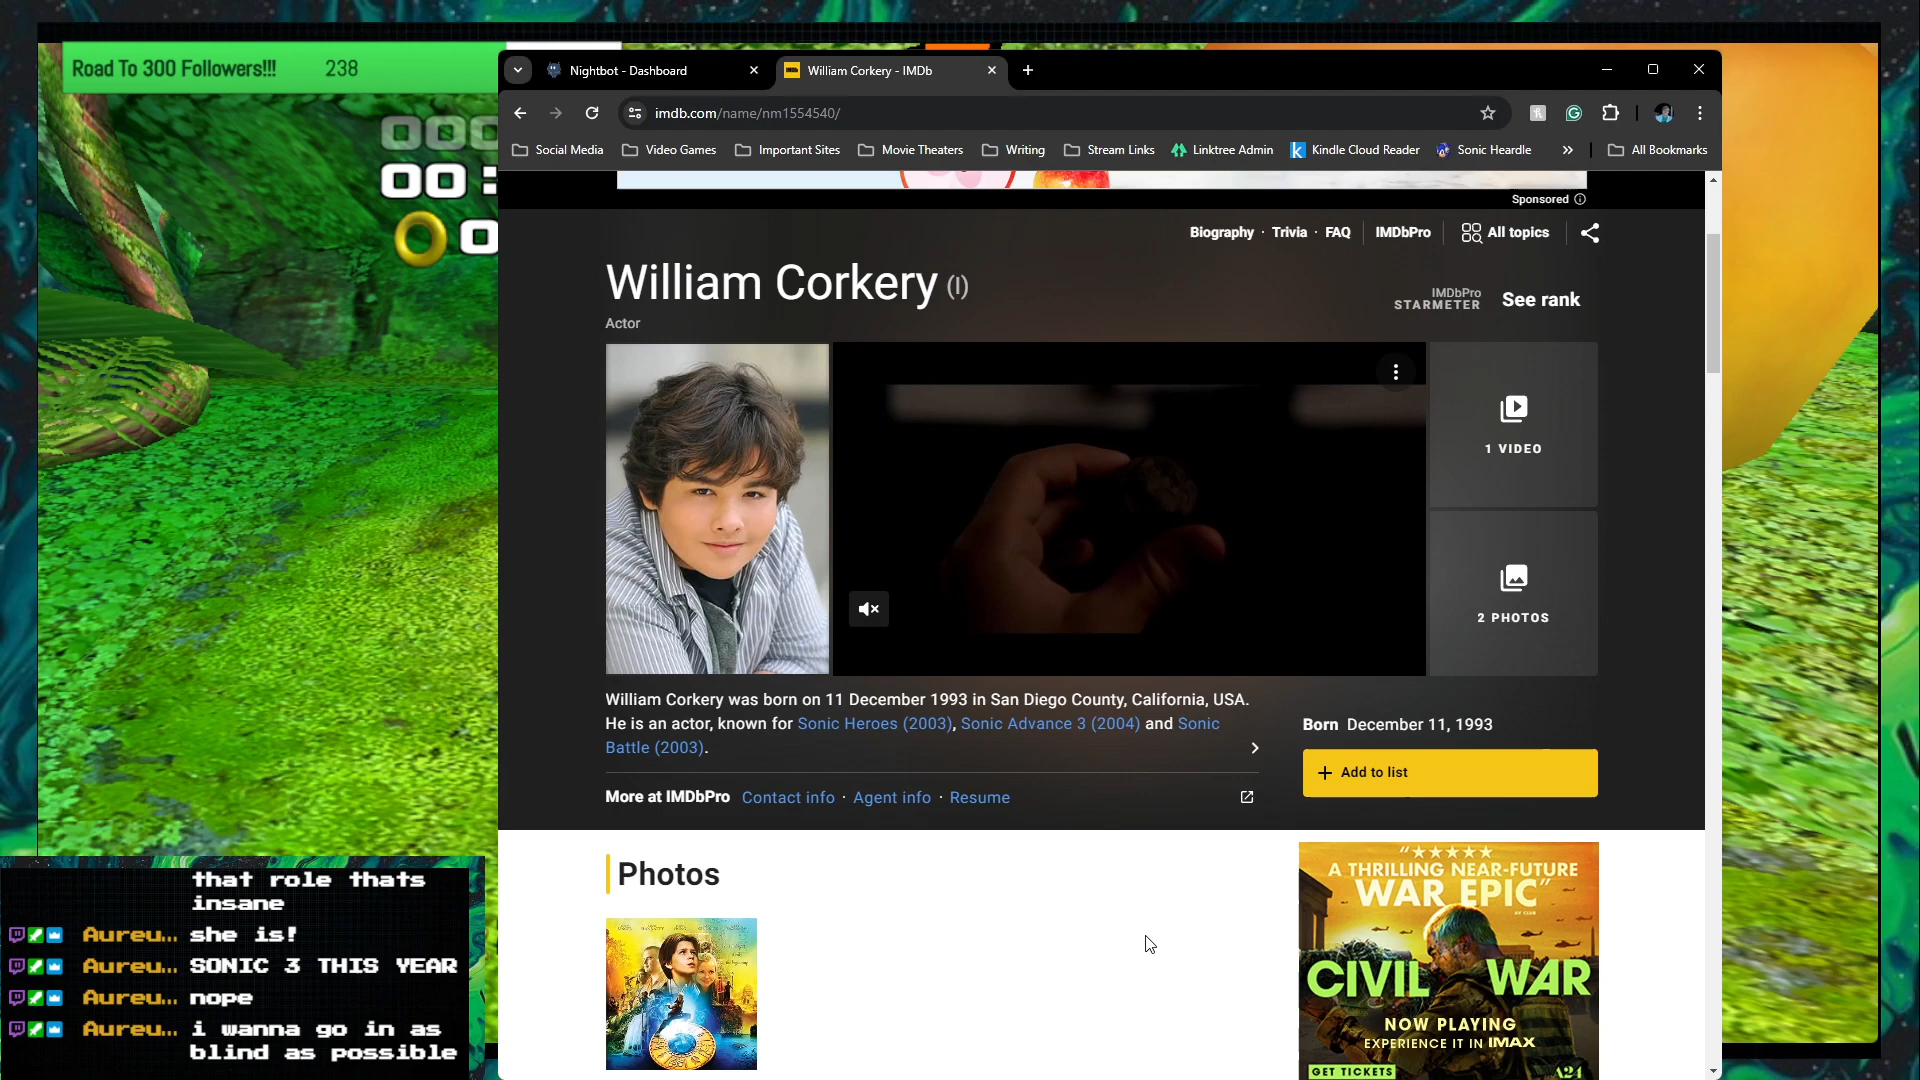 Road To 300 Followers!!! 238
Nightbot - Dashboard
William Corkery - IMDb
imdb.com/name/nm1554540/
Social Media
Video Games
Important Sites
Movie Theaters
Writing
Stream Links
Linktree Admin
Kindle Cloud Reader
Sonic Heardle
All Bookmarks
Sponsored
000
00:
0
Biography · Trivia · FAQ
IMDbPro
All topics
William Corkery (I)
Actor
IMDbPro
STARMETER
See rank
1 VIDEO
2 PHOTOS
William Corkery was born on 11 December 1993 in San Diego County, California, USA.
He is an actor, known for Sonic Heroes (2003), Sonic Advance 3 (2004) and Sonic
Battle (2003).
Born December 11, 1993
+ Add to list
More at IMDbPro Contact info · Agent info · Resume
Photos
"★★★★★
A THRILLING NEAR-FUTURE
WAR EPIC"
CIVIL WAR
NOW PLAYING
EXPERIENCE IT IN IMAX
GET TICKETS
A24
that role thats
insane
Aureu... she is!
Aureu... SONIC 3 THIS YEAR
Aureu... nope
Aureu... i wanna go in as
blind as possible